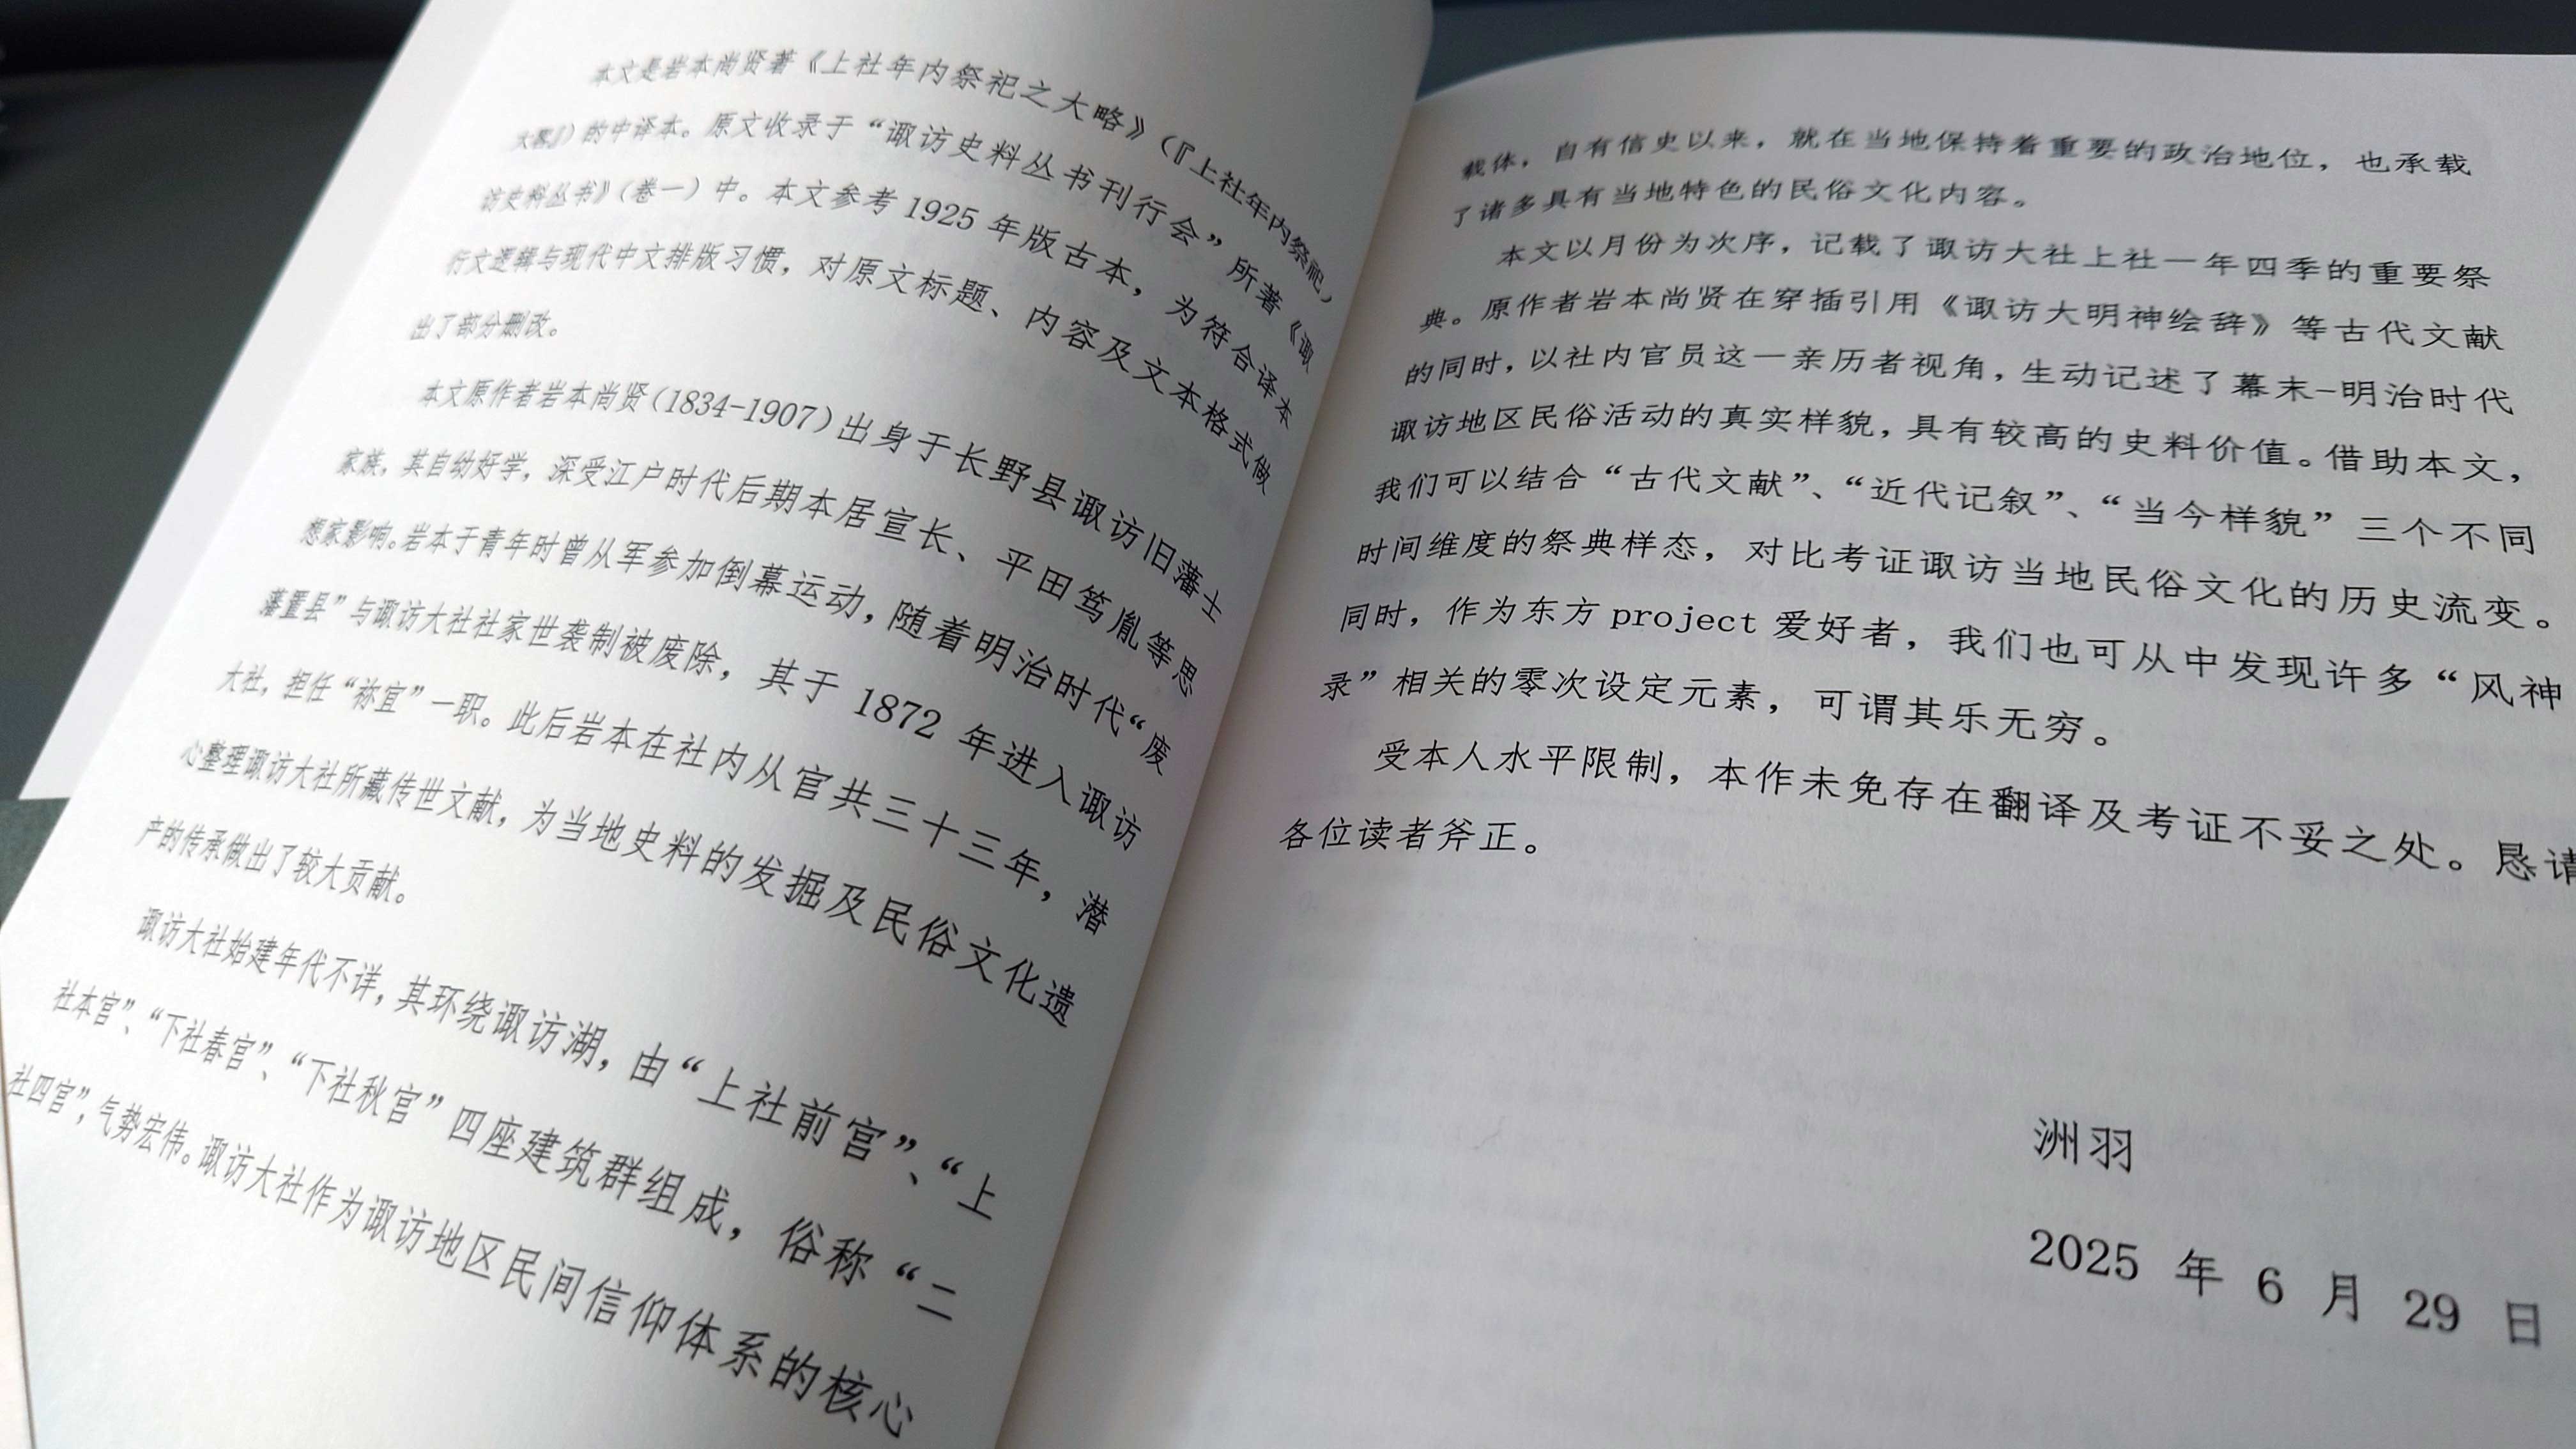 本文是岩本尚贤著《上社年内祭祀之大略》(『上社年内祭祀ノ
大略』)的中译本。原文收录于“诹访史料丛书刊行会”所著《诹
访史料丛书》(卷一)中。本文参考 1925 年版古本，为符合译本
行文逻辑与现代中文排版习惯，对原文标题、内容及文本格式做
出了部分删改。
本文原作者岩本尚贤(1834-1907)出身于长野县诹访旧藩士
家族，其自幼好学，深受江户时代后期本居宣长、平田笃胤等思
想家影响。岩本于青年时曾从军参加倒幕运动，随着明治时代“废
藩置县”与诹访大社社家世袭制被废除，其于 1872 年进入诹访
大社，担任“祢宜”一职。此后岩本在社内从官共三十三年，潜
心整理诹访大社所藏传世文献，为当地史料的发掘及民俗文化遗
产的传承做出了较大贡献。
诹访大社始建年代不详，其环绕诹访湖，由“上社前宫”、“上
社本宫”、“下社春宫”、“下社秋宫”四座建筑群组成，俗称“二
社四宫”，气势宏伟。诹访大社作为诹访地区民间信仰体系的核心
载体，自有信史以来，就在当地保持着重要的政治地位，也承载
了诸多具有当地特色的民俗文化内容。
本文以月份为次序，记载了诹访大社上社一年四季的重要祭
典。原作者岩本尚贤在穿插引用《诹访大明神绘辞》等古代文献
的同时，以社内官员这一亲历者视角，生动记述了幕末-明治时代
诹访地区民俗活动的真实样貌，具有较高的史料价值。借助本文，
我们可以结合“古代文献”、“近代记叙”、“当今样貌”三个不同
时间维度的祭典样态，对比考证诹访当地民俗文化的历史流变。
同时，作为东方 project 爱好者，我们也可从中发现许多“风神
录”相关的零次设定元素，可谓其乐无穷。
受本人水平限制，本作未免存在翻译及考证不妥之处。恳请
各位读者斧正。
洲羽
2025 年 6 月 29 日